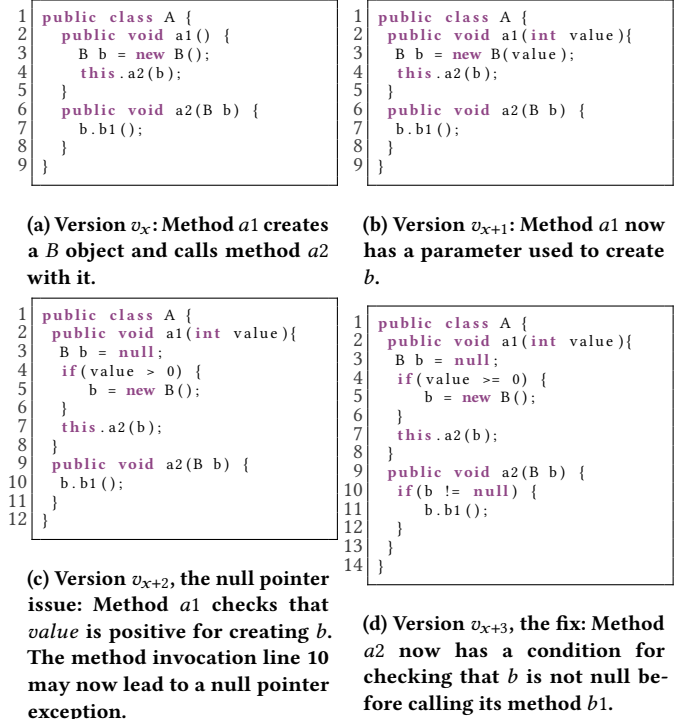 1 public class A {
2 public void a1() {
3 B b = new B();
4 this.a2(b);
5 }
6 public void a2(B b) {
7 b.b1();
8 }
9 }
(a) Version vₓ: Method a1 creates
a B object and calls method a2
with it.
1 public class A {
2 public void a1(int value){
3 B b = new B(value);
4 this.a2(b);
5 }
6 public void a2(B b) {
7 b.b1();
8 }
9 }
(b) Version vₓ₊₁: Method a1 now
has a parameter used to create
b.
1 public class A {
2 public void a1(int value){
3 B b = null;
4 if(value > 0) {
5 b = new B();
6 }
7 this.a2(b);
8 }
9 public void a2(B b) {
10 b.b1();
11 }
12 }
(c) Version vₓ₊₂, the null pointer
issue: Method a1 checks that
value is positive for creating b.
The method invocation line 10
may now lead to a null pointer
exception.
1 public class A {
2 public void a1(int value){
3 B b = null;
4 if(value >= 0) {
5 b = new B();
6 }
7 this.a2(b);
8 }
9 public void a2(B b) {
10 if(b != null) {
11 b.b1();
12 }
13 }
14 }
(d) Version vₓ₊₃, the fix: Method
a2 now has a condition for
checking that b is not null be-
fore calling its method b1.